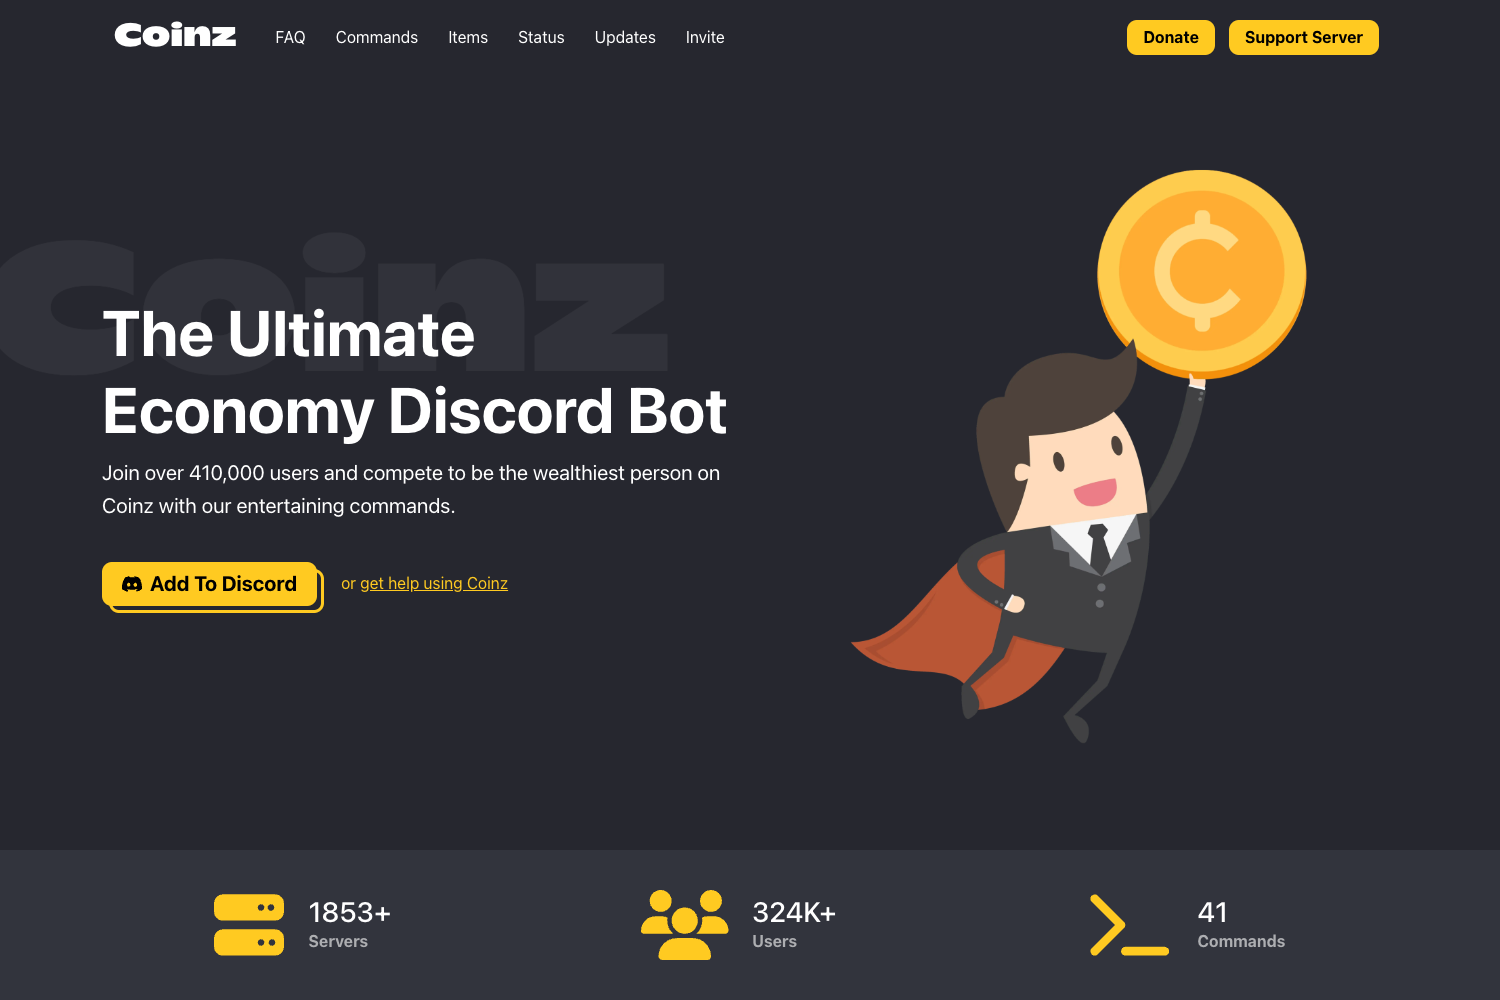 Coinz
FAQ
Commands
Items
Status
Updates
Invite
Donate
Support Server
Coinz
The Ultimate
Economy Discord Bot
Join over 410,000 users and compete to be the wealthiest person on
Coinz with our entertaining commands.
Add To Discord
or get help using Coinz
1853+
Servers
324K+
Users
41
Commands